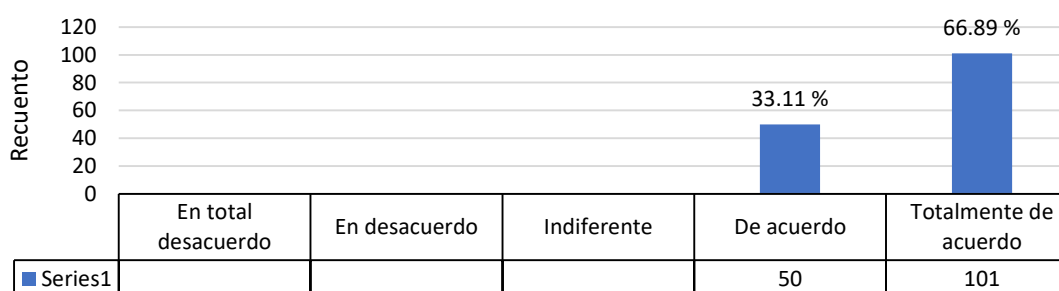 120
100
80
60
40
20
0
Recuento
66.89 %
33.11 %
En total
desacuerdo
En desacuerdo
Indiferente
De acuerdo
Totalmente de
acuerdo
Series1
50
101